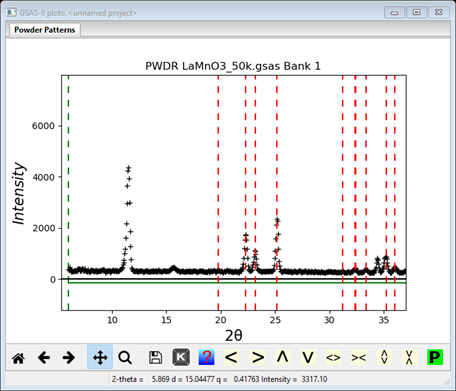 GSAS-II plots: <unnamed project>
Powder Patterns
PWDR LaMnO3_50k.gsas Bank 1
6000
4000
2000
0
Intensity
10 15 20 25 30 35
2θ
K ? < > Λ V <> >< P
2-theta = 5.869 d = 15.04477 q = 0.41763 Intensity = 3317.10